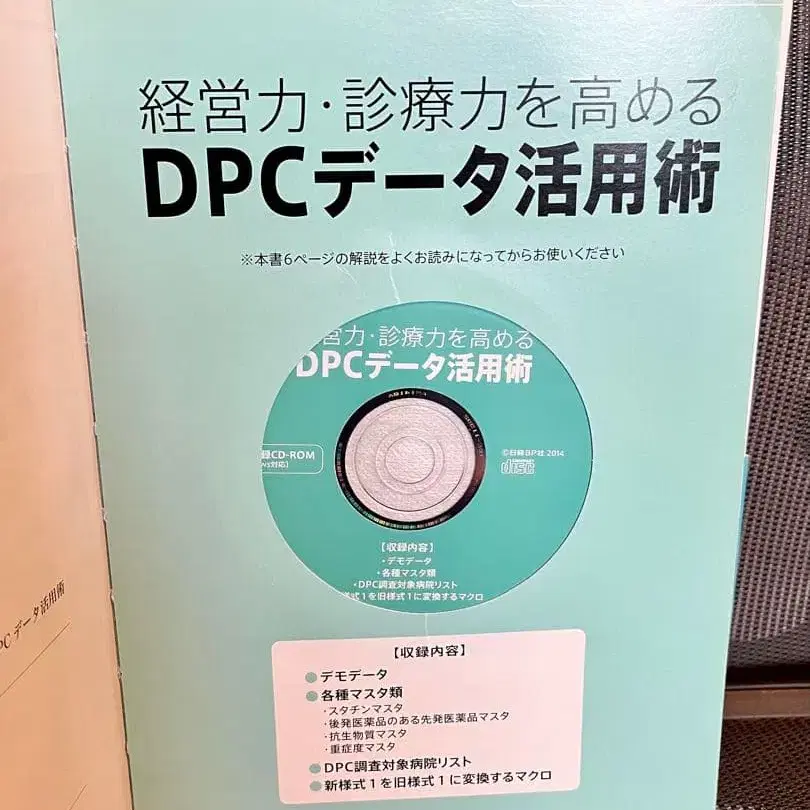 経営力・診療力を高める
DPCデータ活用術
※本書6ページの解説をよくお読みになってからお使いください
営力・診療力を高める
DPCデータ活用術
録CD-ROM
対応]
©日経BP社 2014
【収録内容】
・デモデータ
・各種マスタ類
・DPC調査対象病院リスト
様式1を旧様式1に変換するマクロ
【収録内容】
●デモデータ
●各種マスタ類
・スタチンマスタ
・後発医薬品のある先発医薬品マスタ
・抗生物質マスタ
・重症度マスタ
●DPC調査対象病院リスト
●新様式1を旧様式1に変換するマクロ
データ活用術